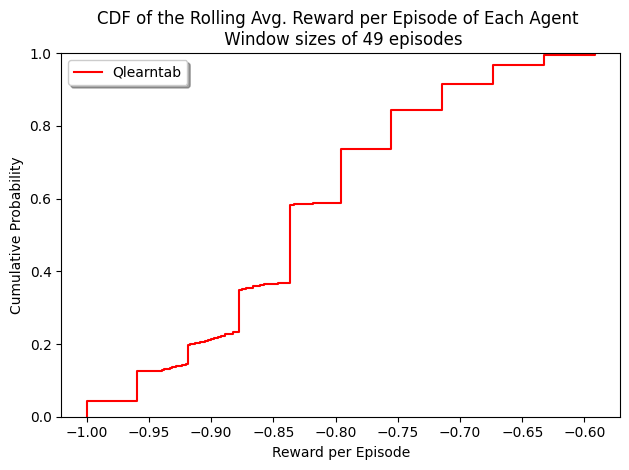 CDF of the Rolling Avg. Reward per Episode of Each Agent
Window sizes of 49 episodes
Qlearntab
Cumulative Probability
1.0
0.8
0.6
0.4
0.2
0.0
−1.00 −0.95 −0.90 −0.85 −0.80 −0.75 −0.70 −0.65 −0.60
Reward per Episode